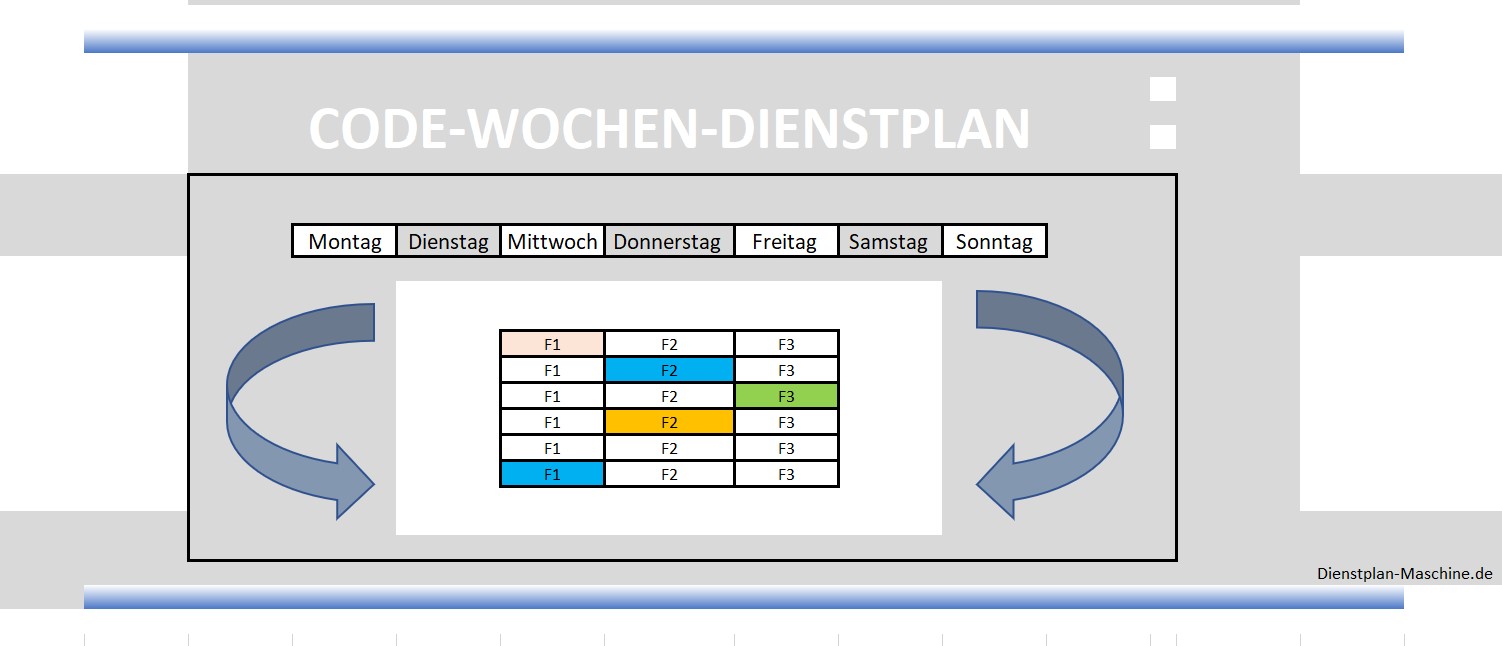 CODE-WOCHEN-DIENSTPLAN
Montag Dienstag Mittwoch Donnerstag Freitag Samstag Sonntag
F1 F2 F3
F1 F2 F3
F1 F2 F3
F1 F2 F3
F1 F2 F3
F1 F2 F3
Dienstplan-Maschine.de